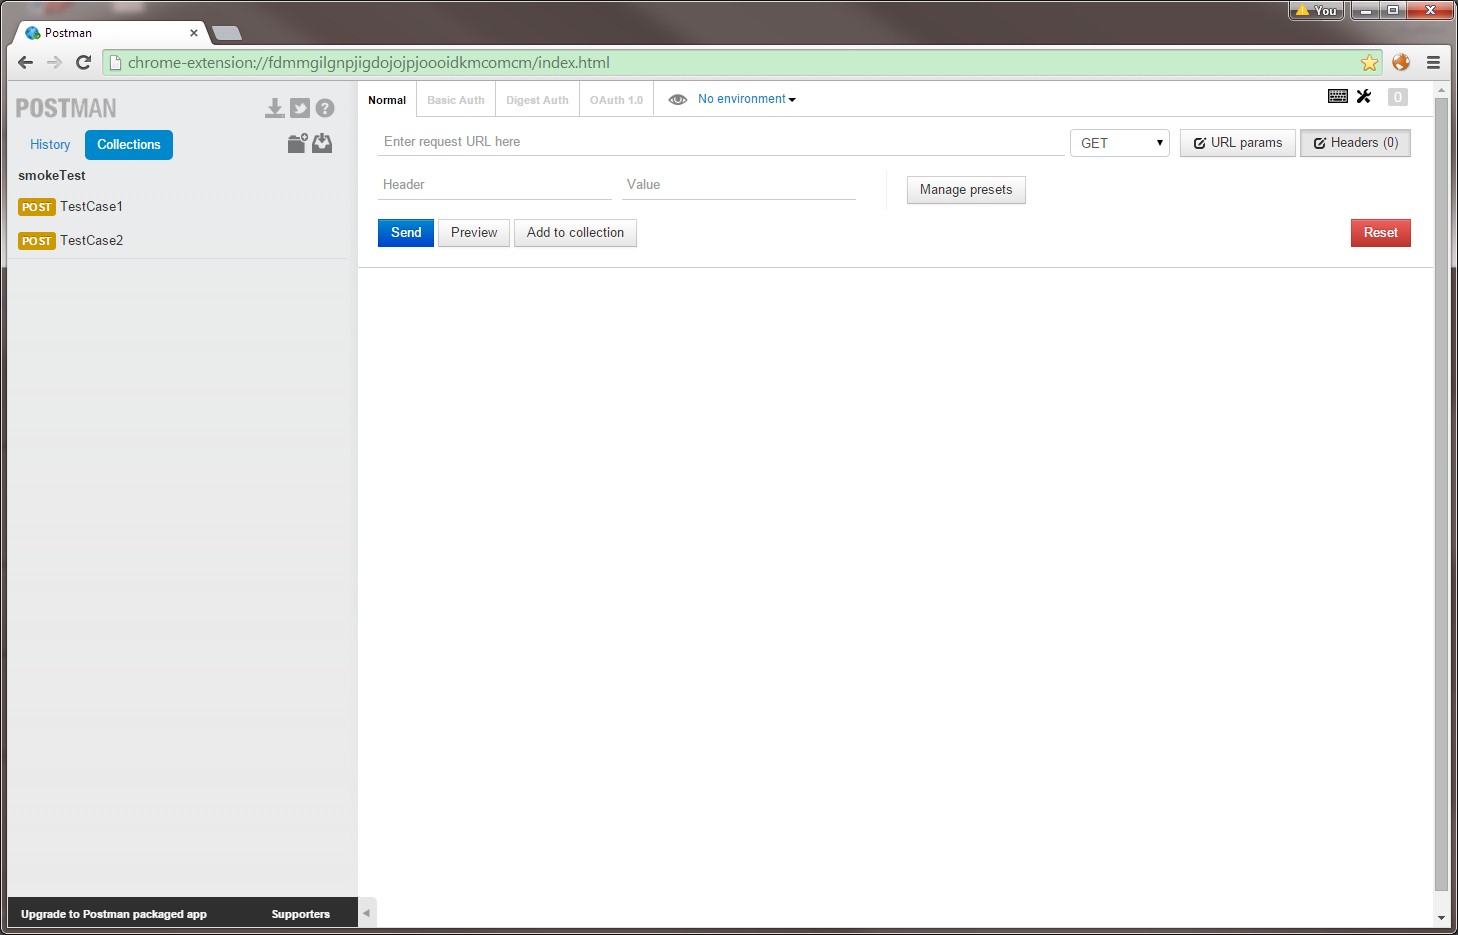 You
Postman
chrome-extension://fdmmgilgnpjigdojojpjoooidkmcomcm/index.html
POSTMAN
Normal Basic Auth Digest Auth OAuth 1.0 No environment 0
History Collections
Enter request URL here GET URL params Headers (0)
smokeTest
Header Value Manage presets
POST TestCase1
Send Preview Add to collection Reset
POST TestCase2
Upgrade to Postman packaged app Supporters